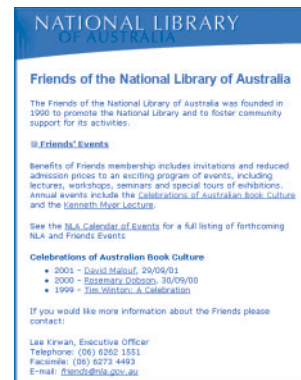 NATIONAL LIBRARY
OF AUSTRALIA
Friends of the National Library of Australia
The Friends of the National Library of Australia was founded in
1990 to promote the National Library and to foster community
support for its activities.
Friends' Events
Benefits of Friends membership includes invitations and reduced
admission prices to an exciting program of events, including
lectures, workshops, seminars and special tours of exhibitions.
Annual events include the Celebrations of Australian Book Culture
and the Kenneth Myer Lecture.
See the NLA Calendar of Events for a full listing of forthcoming
NLA and Friends Events
Celebrations of Australian Book Culture
• 2001 - David Malouf, 29/09/01
• 2000 - Rosemary Dobson, 30/09/00
• 1999 - Tim Winton: A Celebration
If you would like more information about the Friends please
contact:
Lee Kirwan, Executive Officer
Telephone: (06) 6262 1551
Facsimile: (06) 6273 4493
E-mail: friends@nla.gov.au